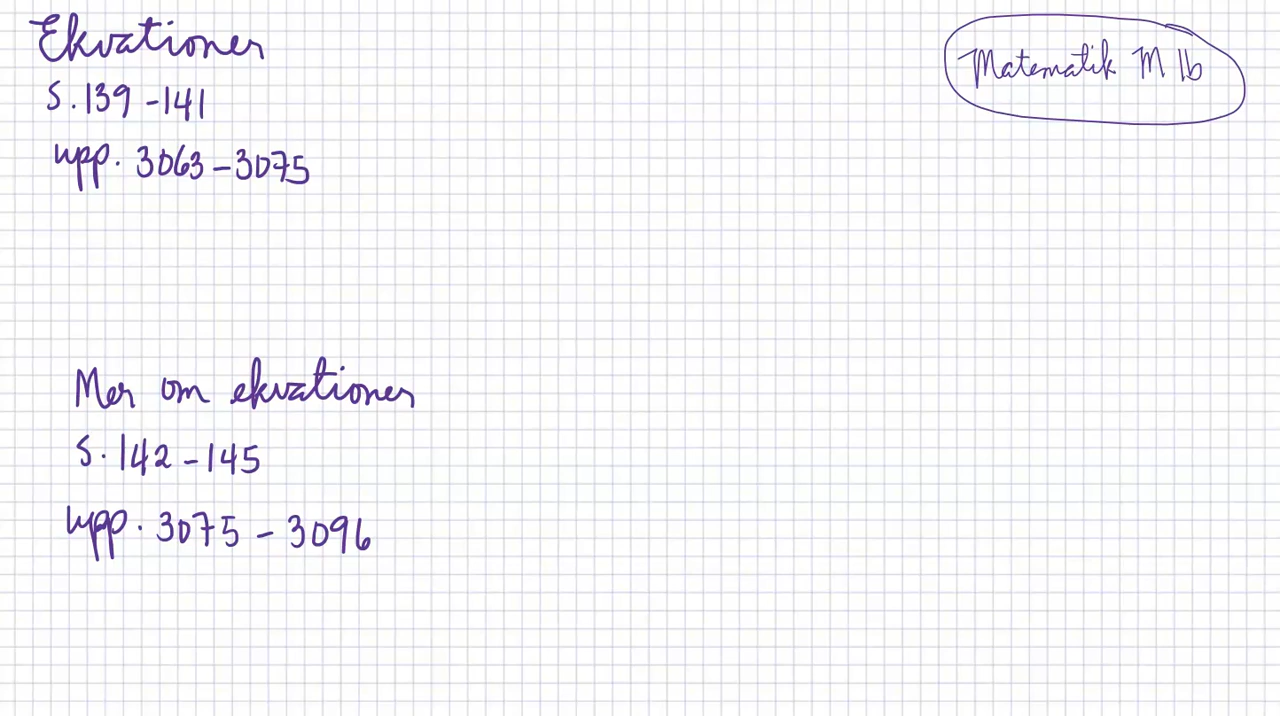 Ekvationer
S. 139 - 141
upp. 3063 - 3075
Matematik M 1b
Mer om ekvationer
S. 142 - 145
upp. 3075 - 3096